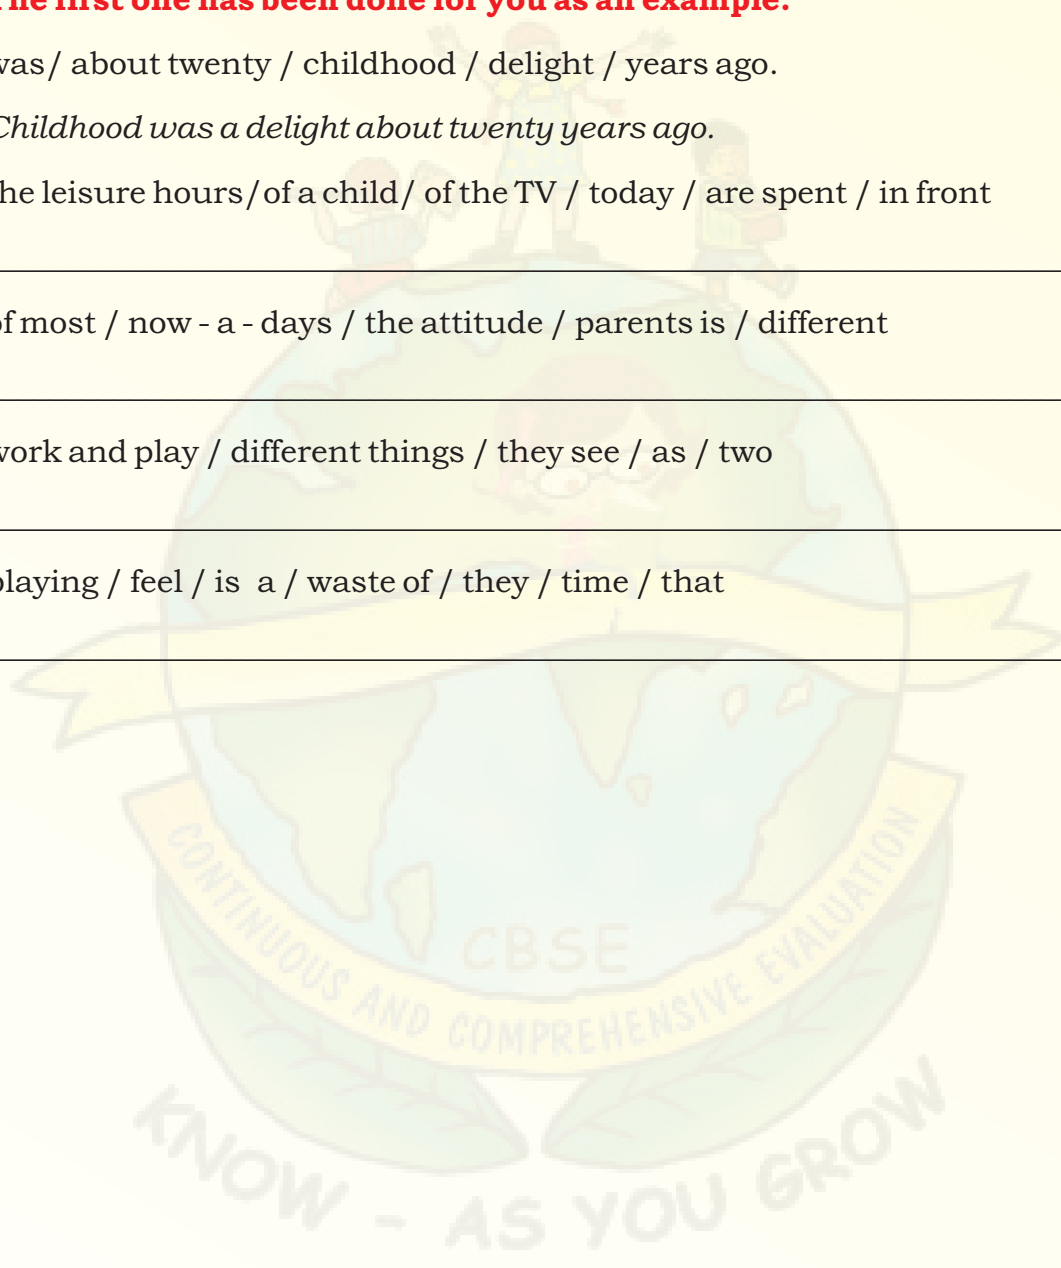 he first one has been done for you as an example.
was/ about twenty / childhood / delight / years ago.
Childhood was a delight about twenty years ago.
he leisure hours/of a child/ of the TV / today / are spent / in front
of most / now - a - days / the attitude / parents is / different
work and play / different things / they see / as / two
playing / feel / is a / waste of / they / time / that
CBSE
CONTINUOUS AND COMPREHENSIVE EVALUATION
KNOW - AS YOU GROW